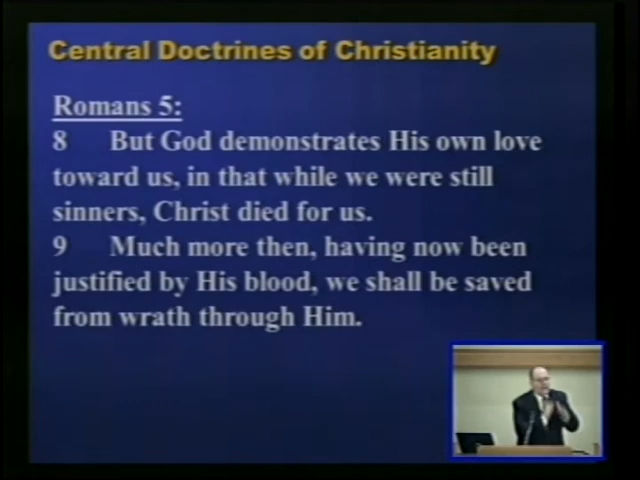 Central Doctrines of Christianity
Romans 5:
8 But God demonstrates His own love
toward us, in that while we were still
sinners, Christ died for us.
9 Much more then, having now been
justified by His blood, we shall be saved
from wrath through Him.